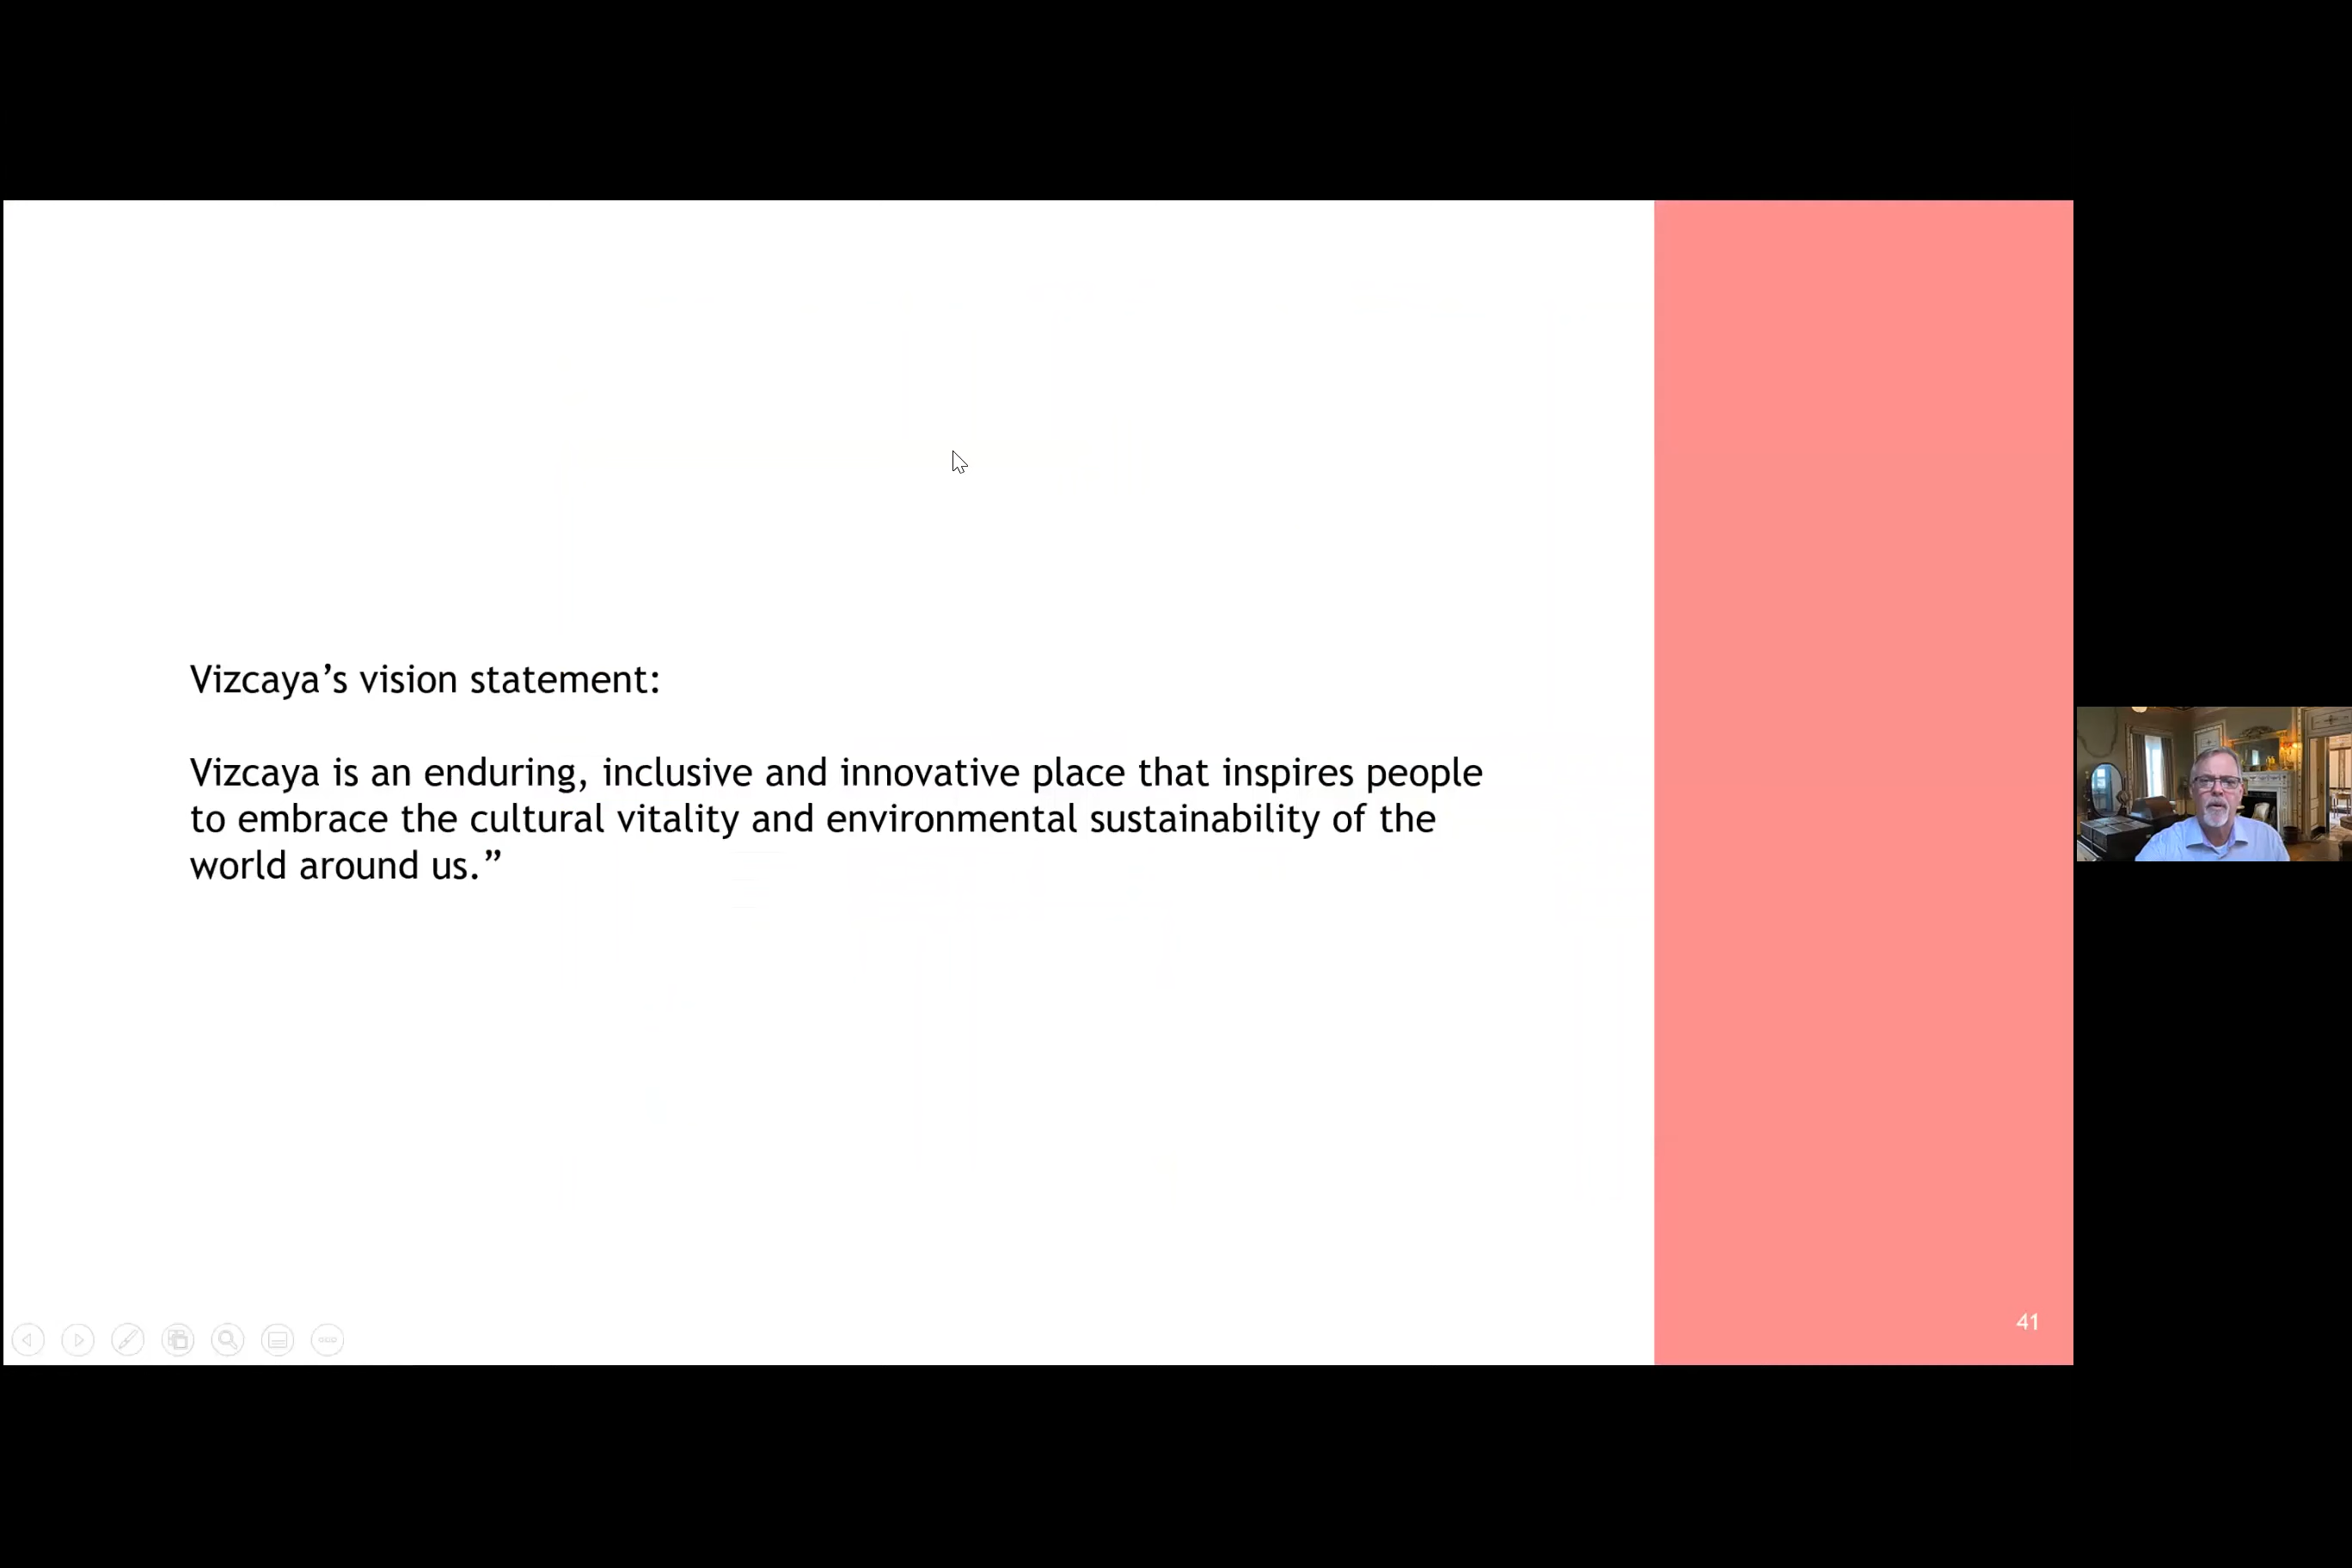 Vizcaya’s vision statement:
Vizcaya is an enduring, inclusive and innovative place that inspires people
to embrace the cultural vitality and environmental sustainability of the
world around us.”
41